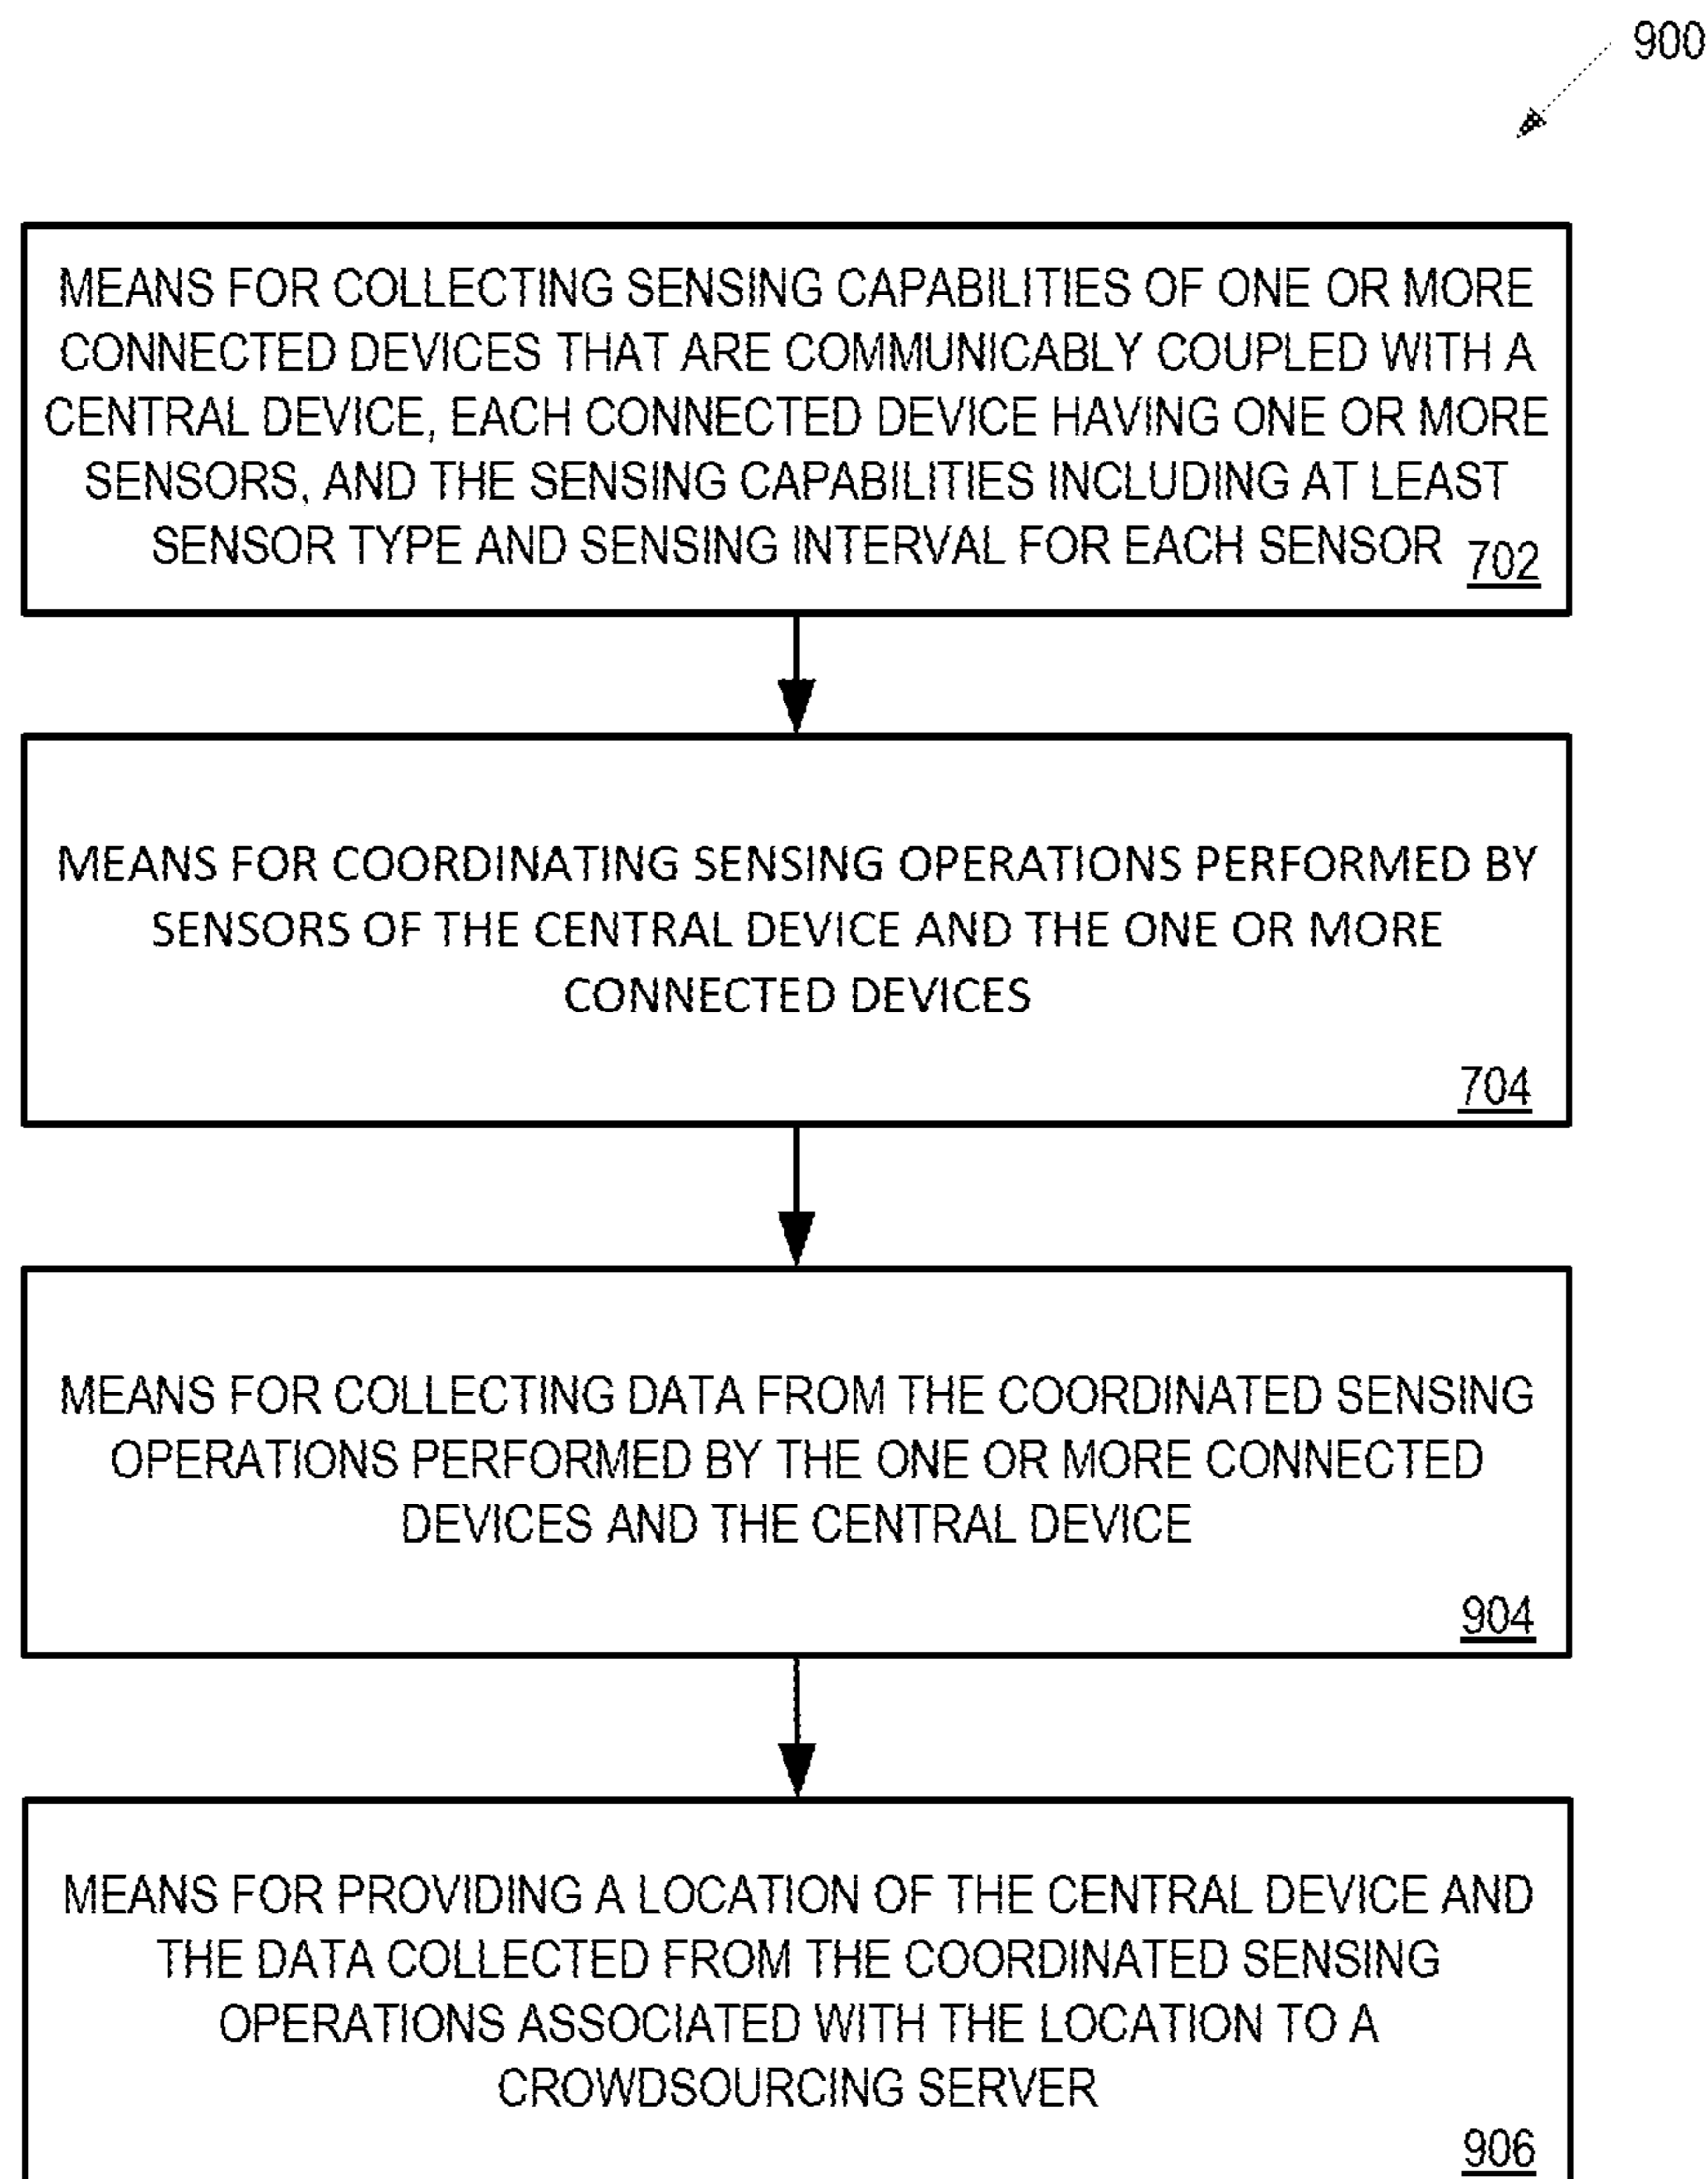 900
MEANS FOR COLLECTING SENSING CAPABILITIES OF ONE OR MORE
CONNECTED DEVICES THAT ARE COMMUNICABLY COUPLED WITH A
CENTRAL DEVICE, EACH CONNECTED DEVICE HAVING ONE OR MORE
SENSORS, AND THE SENSING CAPABILITIES INCLUDING AT LEAST
SENSOR TYPE AND SENSING INTERVAL FOR EACH SENSOR
702
MEANS FOR COORDINATING SENSING OPERATIONS PERFORMED BY
SENSORS OF THE CENTRAL DEVICE AND THE ONE OR MORE
CONNECTED DEVICES
704
MEANS FOR COLLECTING DATA FROM THE COORDINATED SENSING
OPERATIONS PERFORMED BY THE ONE OR MORE CONNECTED
DEVICES AND THE CENTRAL DEVICE
904
MEANS FOR PROVIDING A LOCATION OF THE CENTRAL DEVICE AND
THE DATA COLLECTED FROM THE COORDINATED SENSING
OPERATIONS ASSOCIATED WITH THE LOCATION TO A
CROWDSOURCING SERVER
906